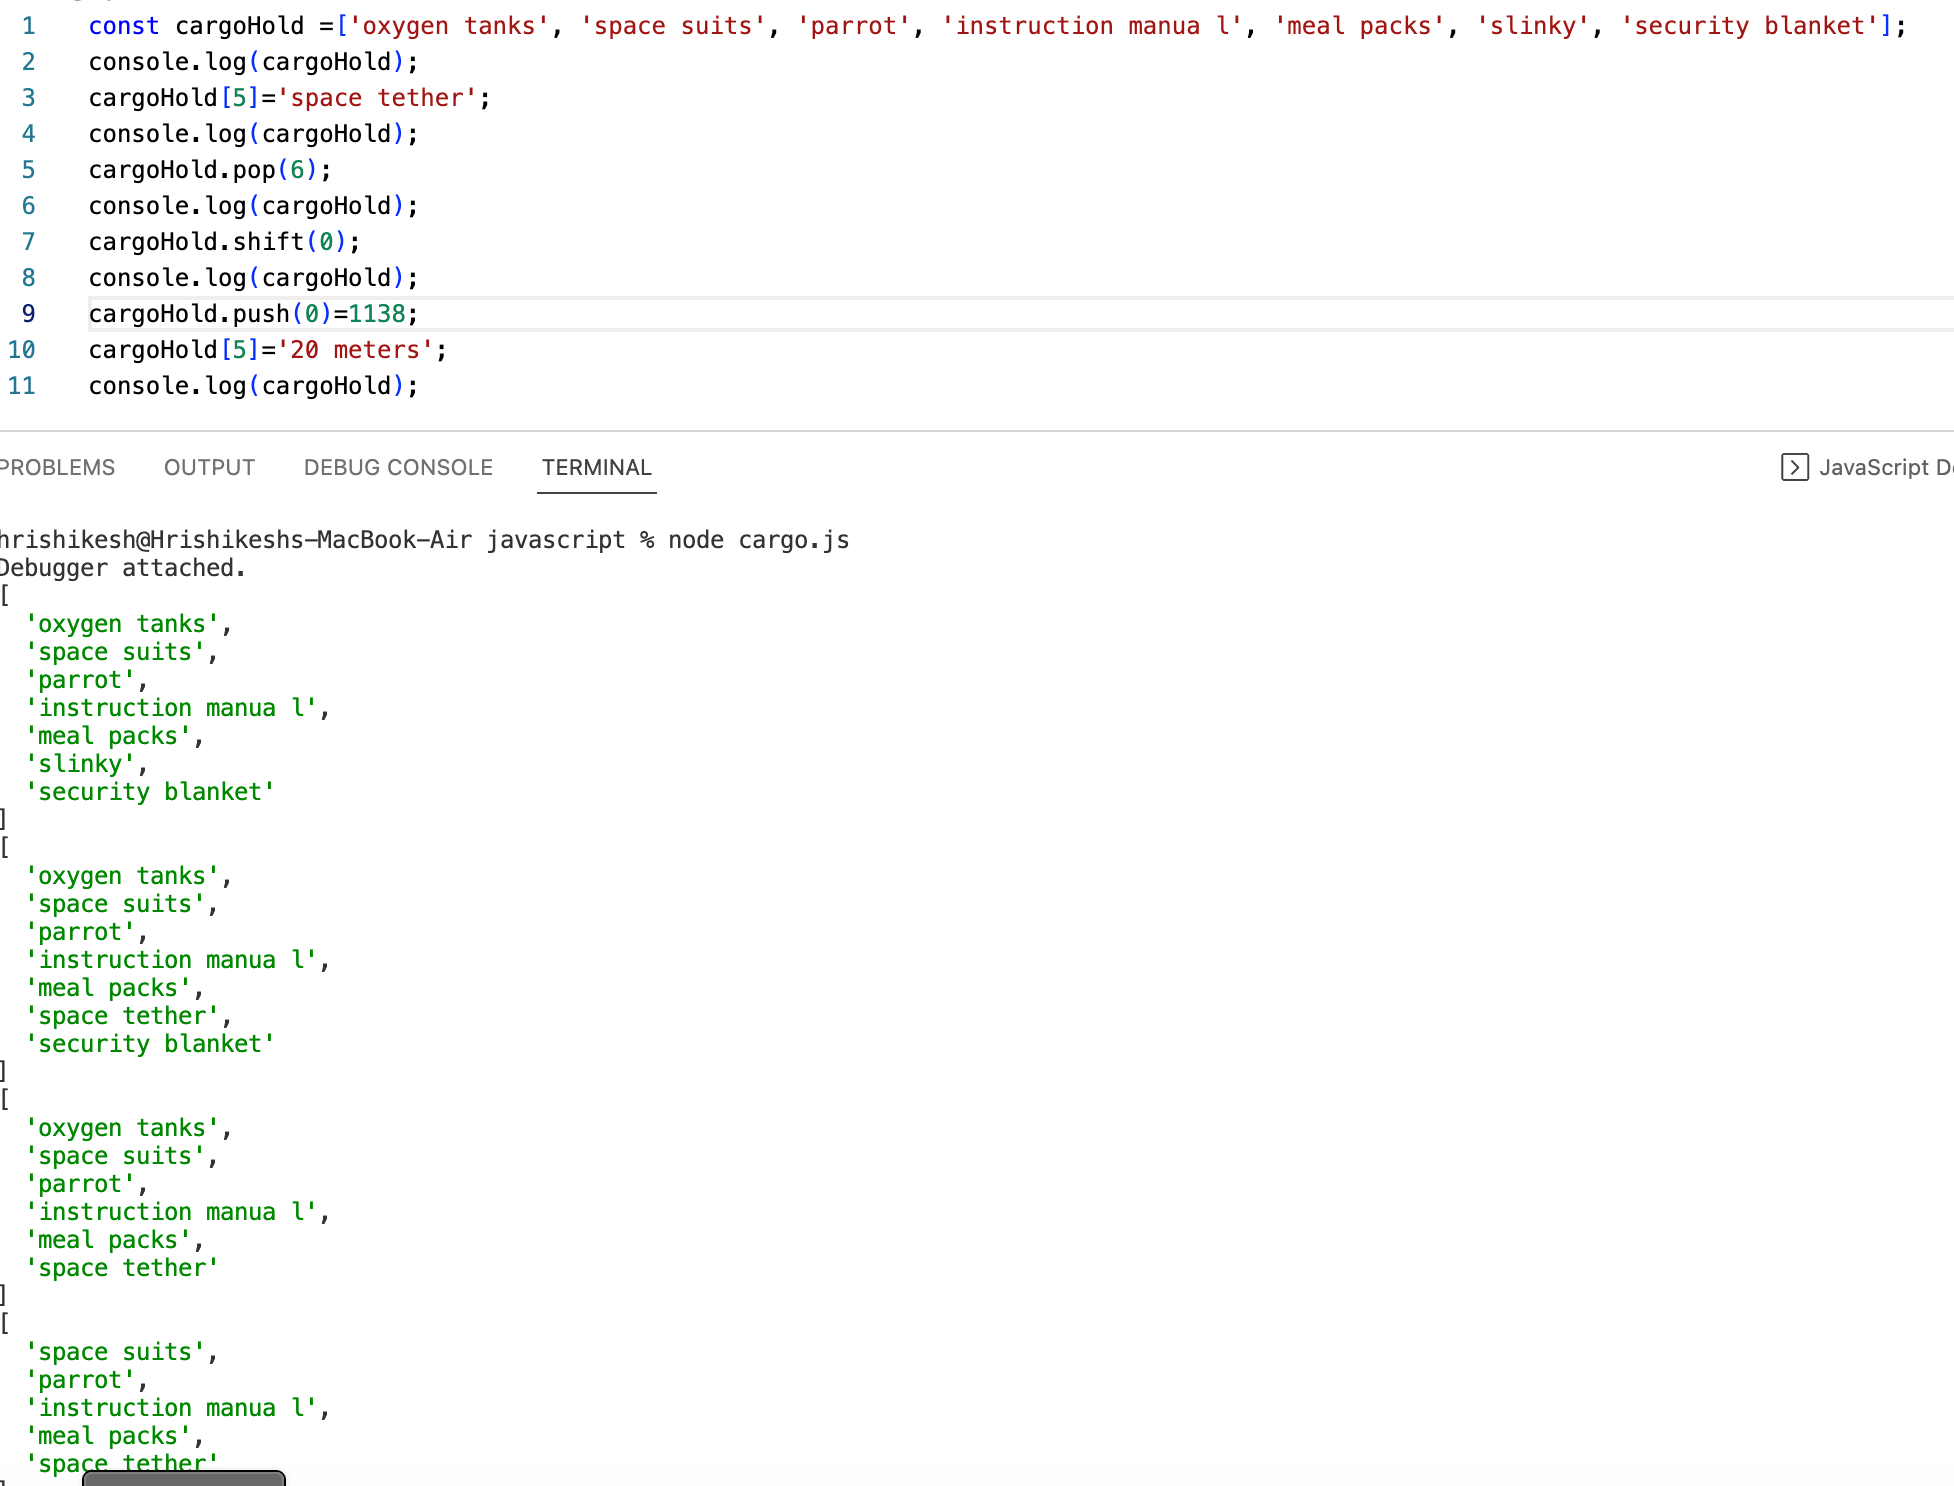 1 const cargoHold =['oxygen tanks', 'space suits', 'parrot', 'instruction manua l', 'meal packs', 'slinky', 'security blanket'];
2 console.log(cargoHold);
3 cargoHold[5]='space tether';
4 console.log(cargoHold);
5 cargoHold.pop(6);
6 console.log(cargoHold);
7 cargoHold.shift(0);
8 console.log(cargoHold);
9 cargoHold.push(0)=1138;
10 cargoHold[5]='20 meters';
11 console.log(cargoHold);
PROBLEMS OUTPUT DEBUG CONSOLE TERMINAL JavaScript De
hrishikesh@Hrishikeshs-MacBook-Air javascript % node cargo.js
Debugger attached.
[
'oxygen tanks',
'space suits',
'parrot',
'instruction manua l',
'meal packs',
'slinky',
'security blanket'
]
[
'oxygen tanks',
'space suits',
'parrot',
'instruction manua l',
'meal packs',
'space tether',
'security blanket'
]
[
'oxygen tanks',
'space suits',
'parrot',
'instruction manua l',
'meal packs',
'space tether'
]
[
'space suits',
'parrot',
'instruction manua l',
'meal packs',
'space tether'